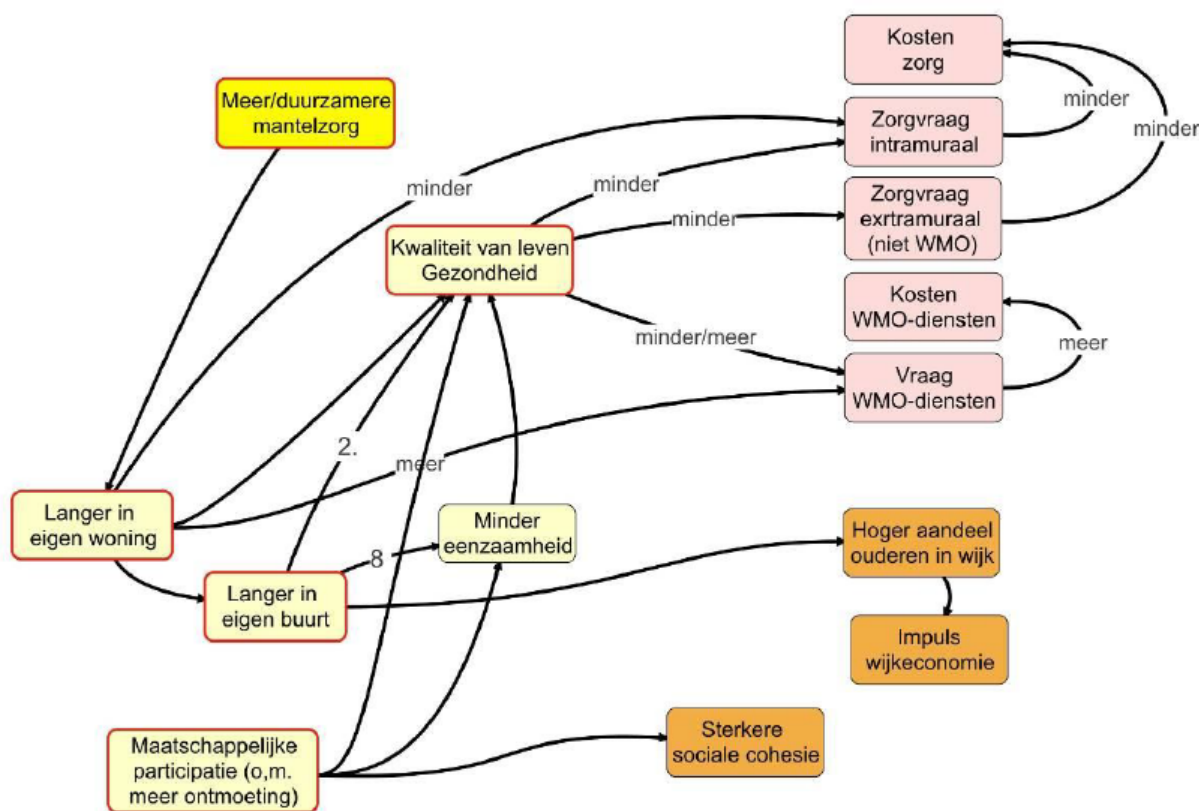 Kosten
zorg
Meer/duurzamere
mantelzorg
minder
Zorgvraag
intramuraal
minder
minder
minder
Zorgvraag
exrtramuraal
(niet WMO)
minder
Kwaliteit van leven
Gezondheid
Kosten
WMO-diensten
minder/meer
meer
Vraag
WMO-diensten
2.
meer
Langer in
eigen woning
Minder
eenzaamheid
Hoger aandeel
ouderen in wijk
8
Langer in
eigen buurt
Impuls
wijkeconomie
Sterkere
sociale cohesie
Maatschappelijke
participatie (o,m.
meer ontmoeting)